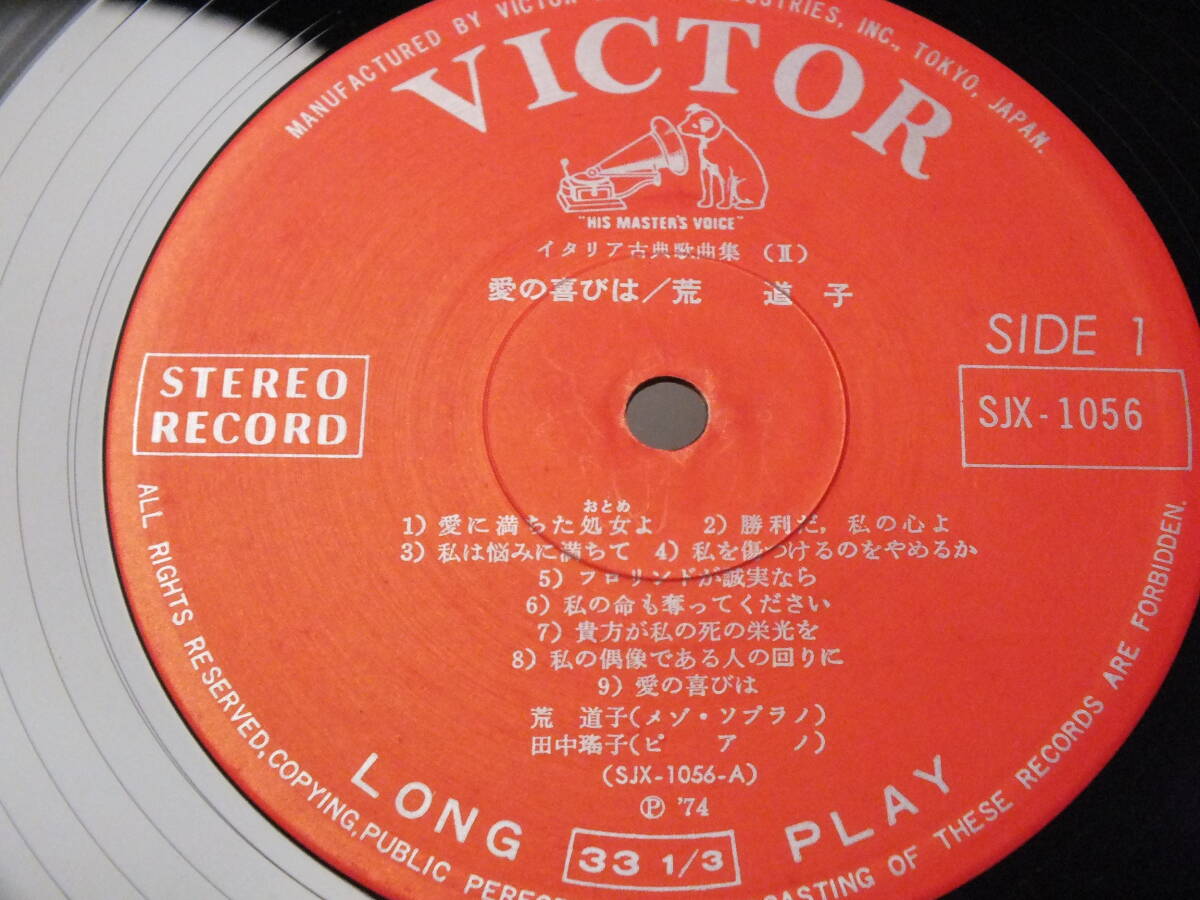 MANUFACTURED BY VICTOR INDUSTRIES, INC., TOKYO, JAPAN.
VICTOR
"HIS MASTER'S VOICE"
イタリア古典歌曲集 (Ⅱ)
愛の喜びは/荒 道 子
SIDE 1
STEREO
RECORD
SJX-1056
おとめ
1) 愛に満ちた処女よ 2) 勝利だ, 私の心よ
3) 私は悩みに満ちて 4) 私を傷つけるのをやめるか
5) フロリンドが誠実なら
6) 私の命も奪ってください
7) 貴方が私の死の栄光を
8) 私の偶像である人の回りに
9) 愛の喜びは
荒 道子(メゾ・ソプラノ)
田中瑤子(ピ ア ノ)
(SJX-1056-A)
Ⓟ '74
LONG PLAY
33 1/3
ALL RIGHTS RESERVED, COPYING, PUBLIC CASTING OF THESE RECORDS ARE FORBIDDEN.